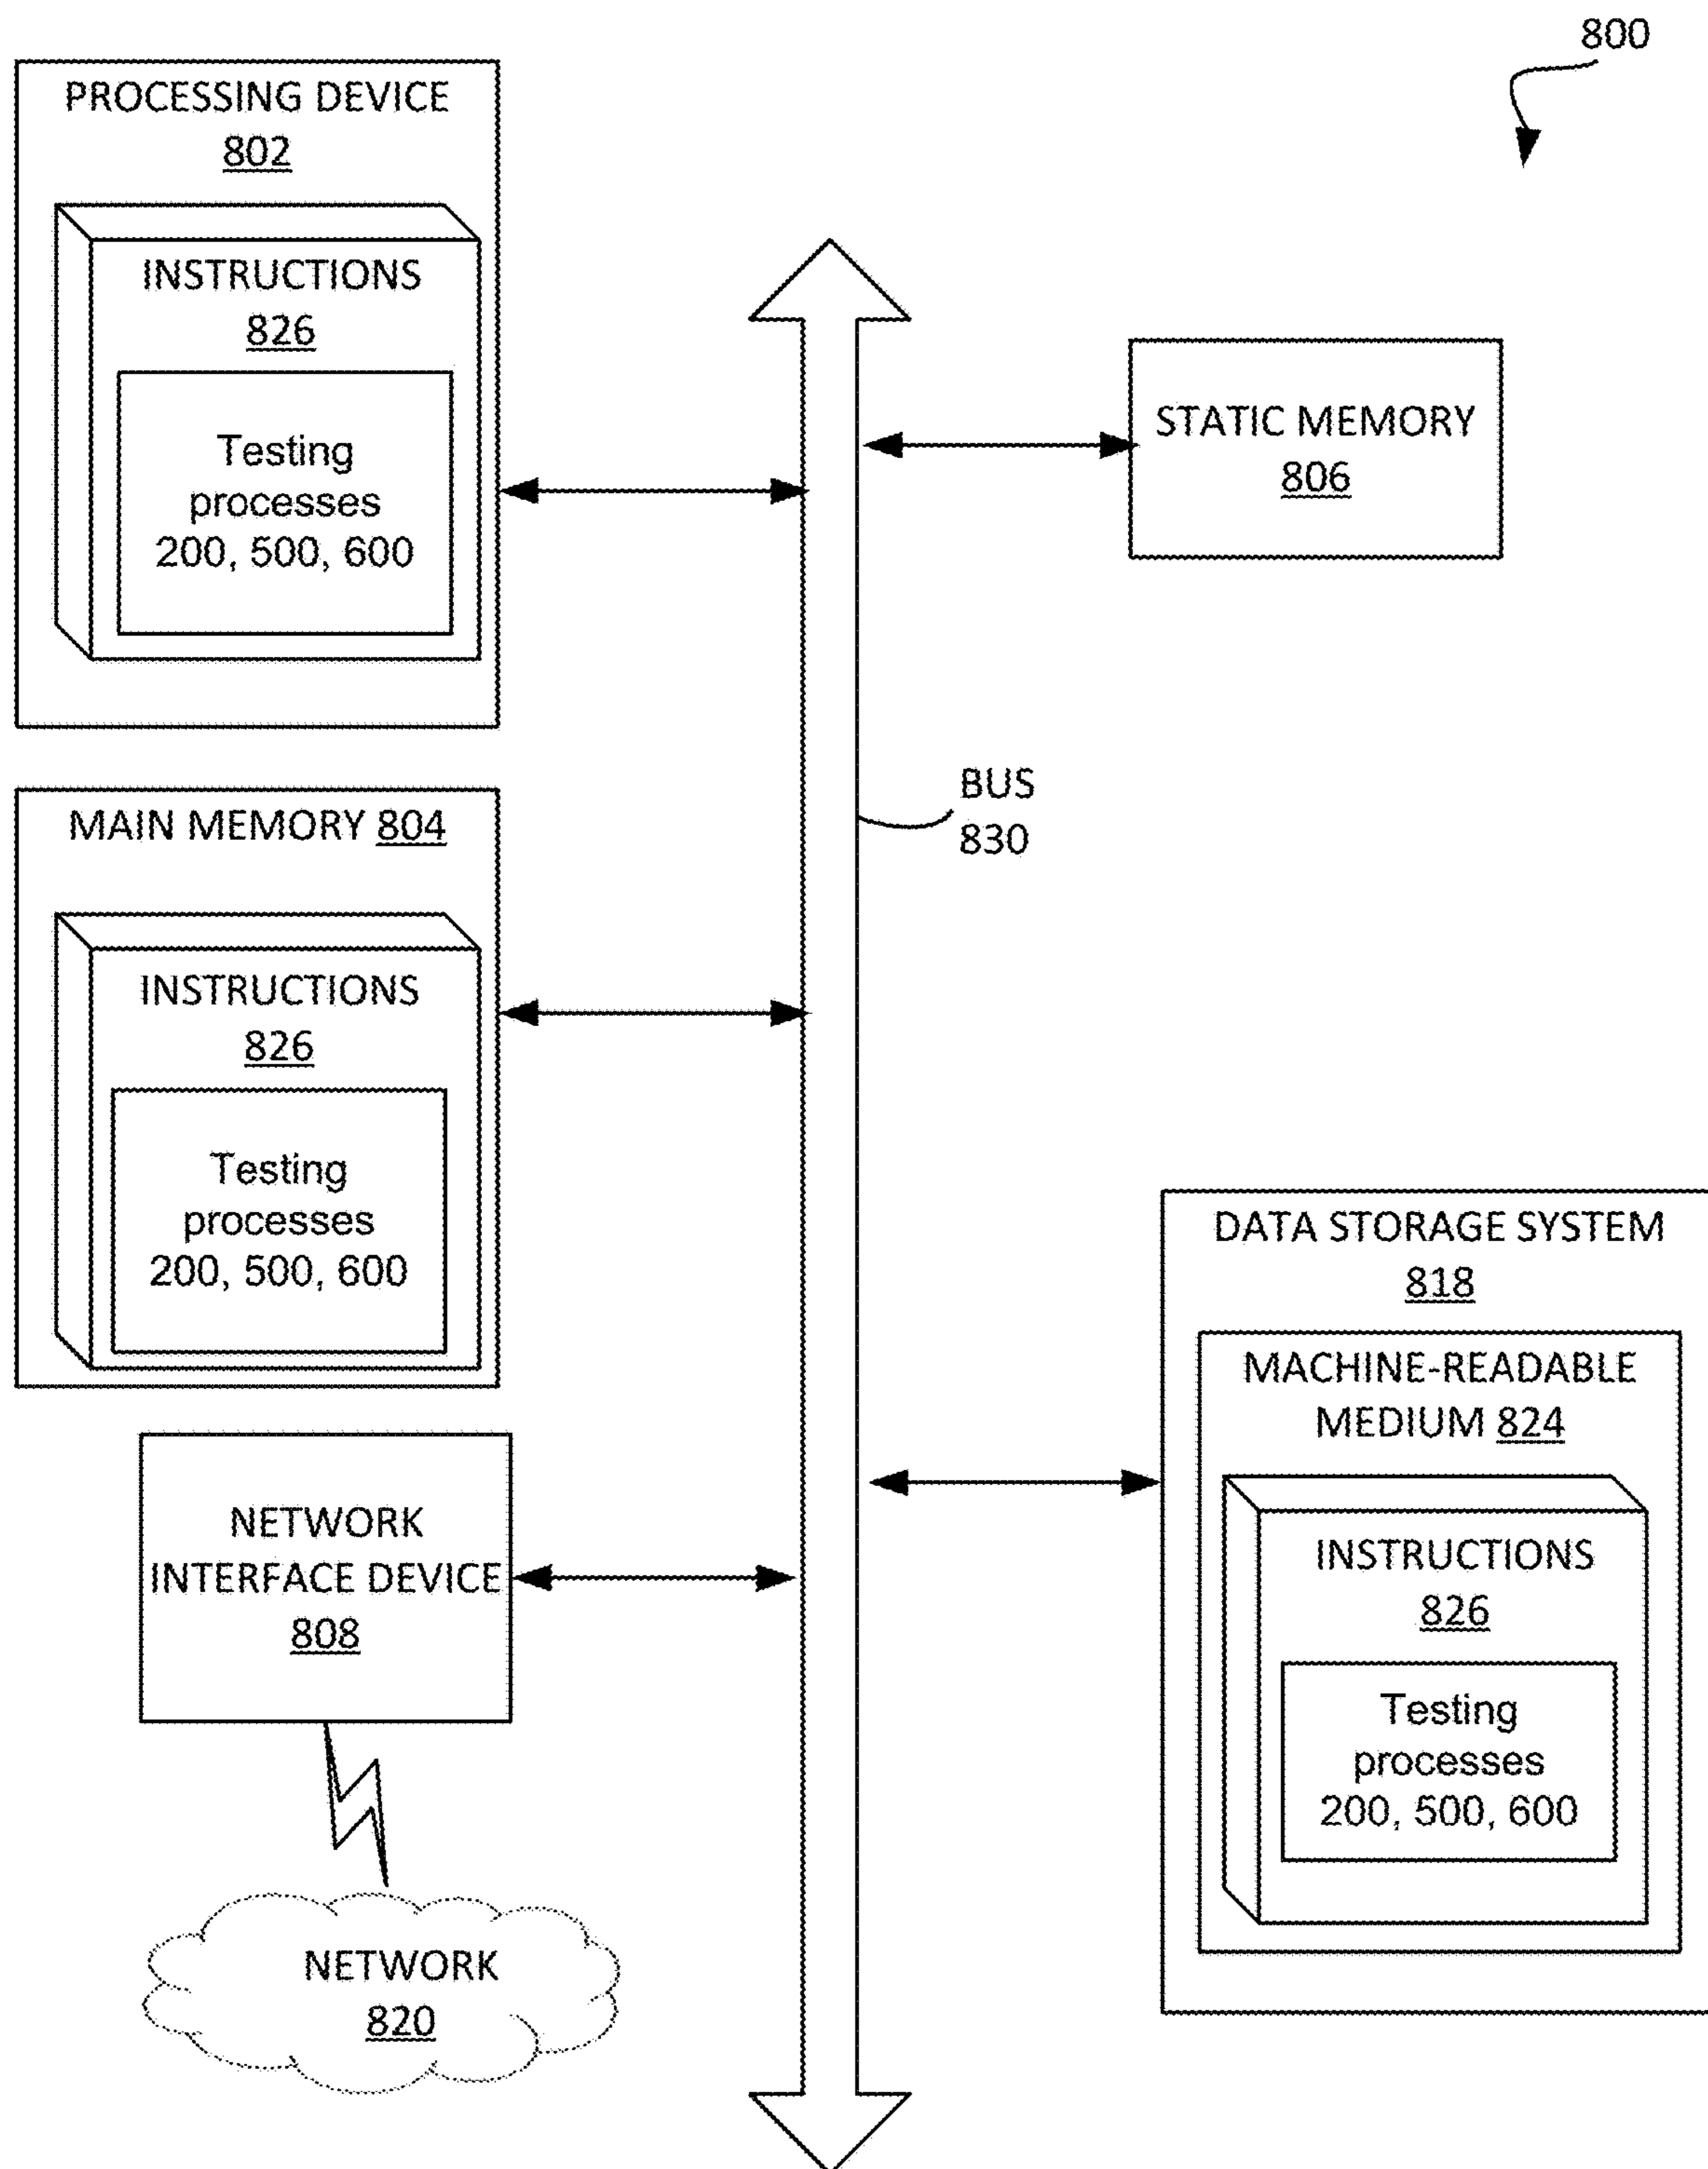 800
PROCESSING DEVICE
802
INSTRUCTIONS
826
Testing
processes
200, 500, 600
STATIC MEMORY
806
BUS
830
MAIN MEMORY 804
INSTRUCTIONS
826
Testing
processes
200, 500, 600
DATA STORAGE SYSTEM
818
MACHINE-READABLE
MEDIUM 824
INSTRUCTIONS
826
Testing
processes
200, 500, 600
NETWORK
INTERFACE DEVICE
808
NETWORK
820